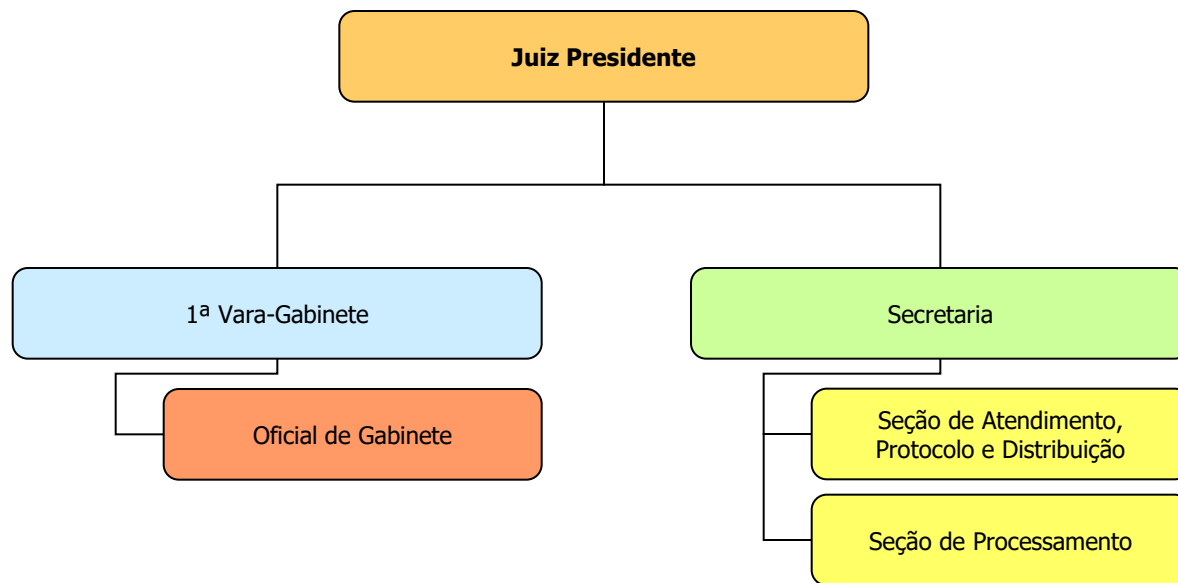 Juiz Presidente
1ª Vara-Gabinete
Secretaria
Oficial de Gabinete
Seção de Atendimento,
Protocolo e Distribuição
Seção de Processamento